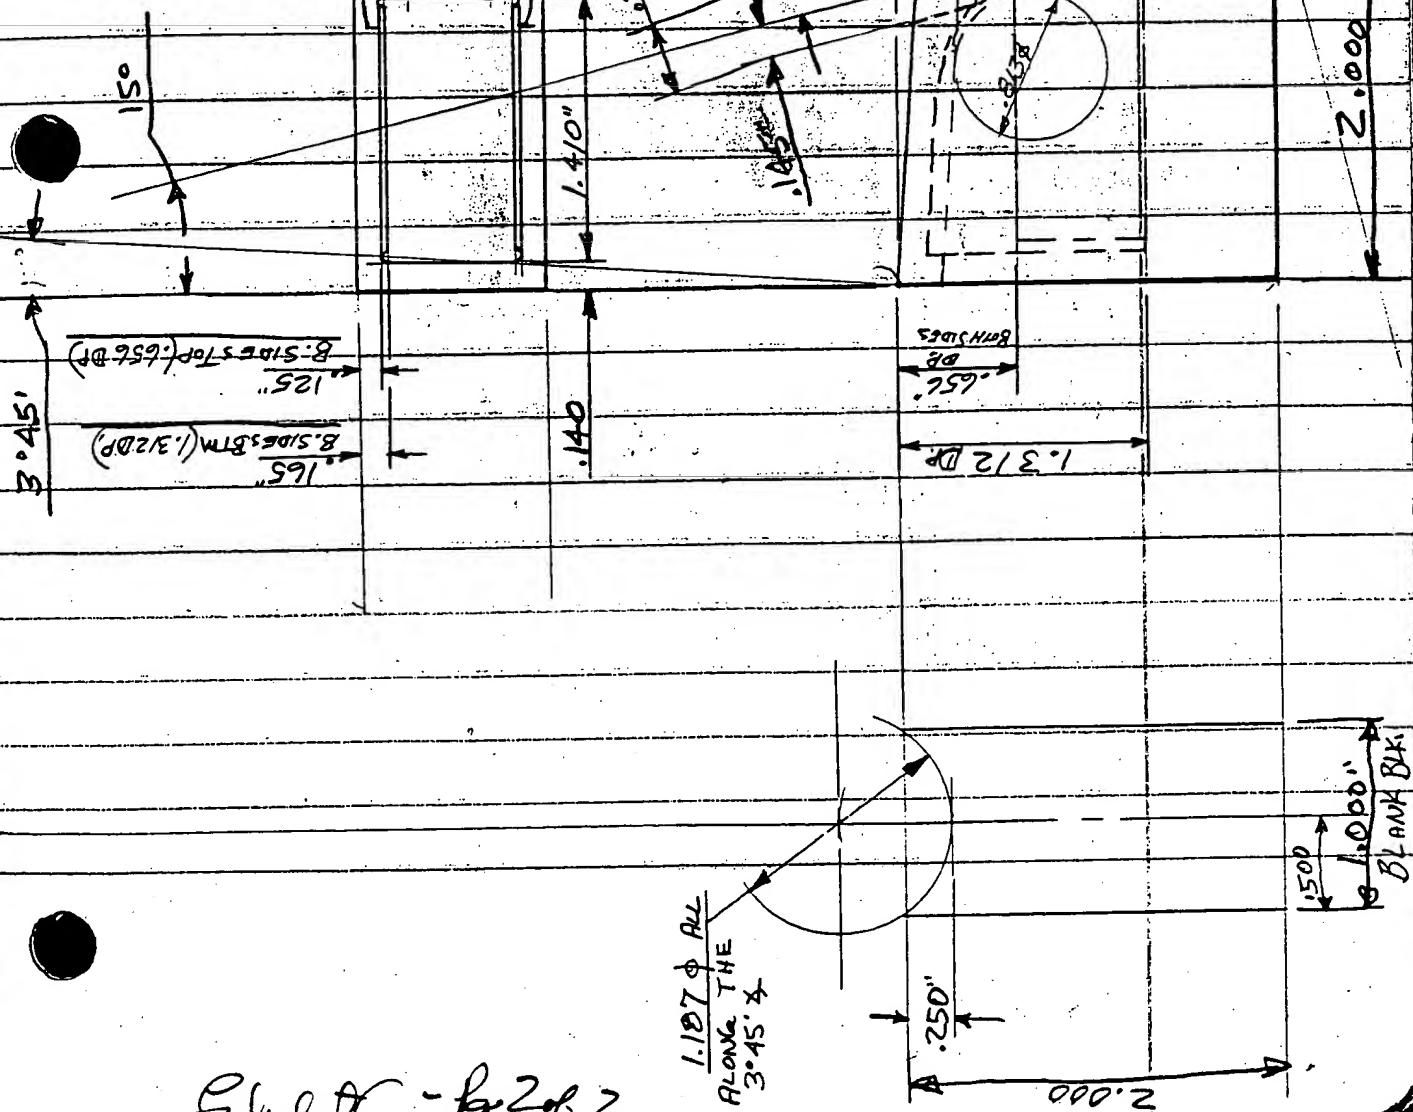 15°
1.410"
.145"
.813ϕ
2.000
3°45'
.125"
B. SIDES TOP (.656 DP)
.165"
B. SIDES BTM (1.312 DP.)
.140
.656"
DP.
BOTH SIDES
1.312 DP.
1.187 ϕ ALL
ALONG THE
3°45' ∡
.250"
2.000
.500
1.000"
BLANK BLK.